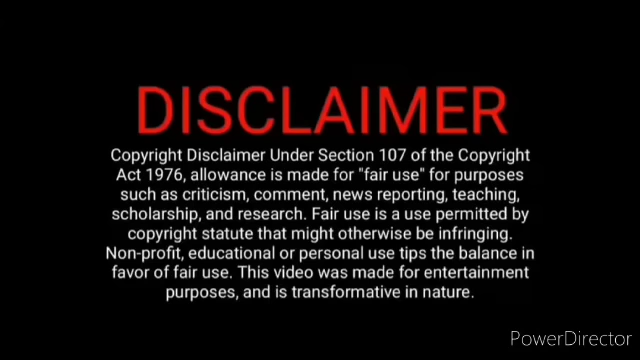 DISCLAIMER
Copyright Disclaimer Under Section 107 of the Copyright
Act 1976, allowance is made for "fair use" for purposes
such as criticism, comment, news reporting, teaching,
scholarship, and research. Fair use is a use permitted by
copyright statute that might otherwise be infringing.
Non-profit, educational or personal use tips the balance in
favor of fair use. This video was made for entertainment
purposes, and is transformative in nature.
PowerDirector